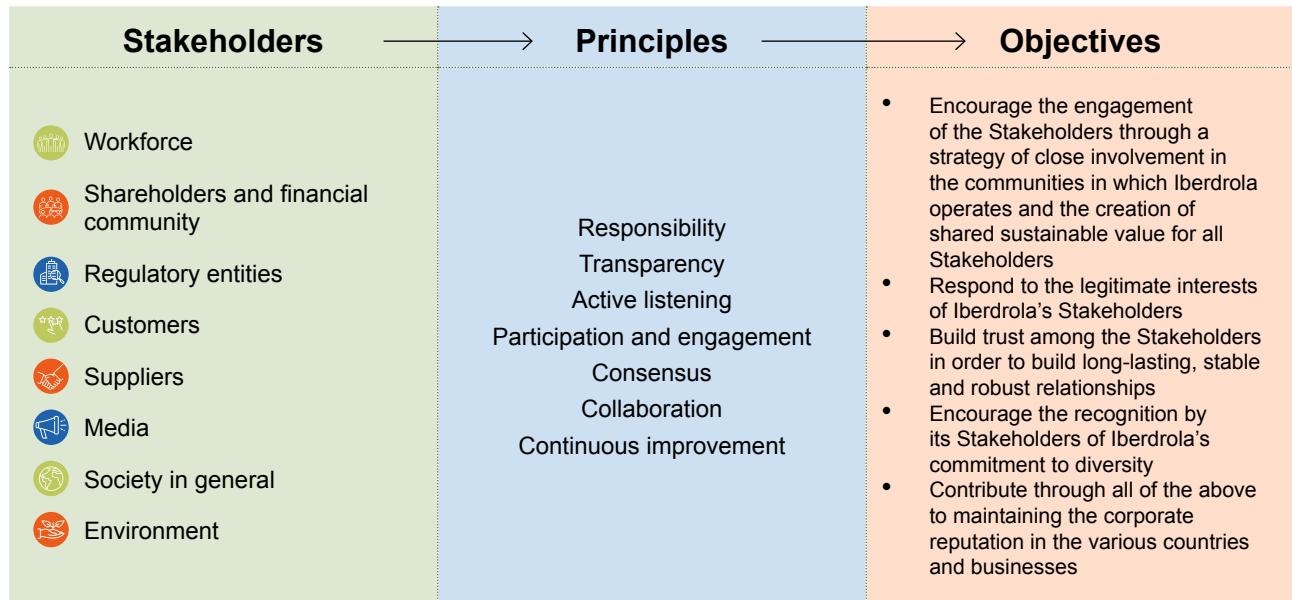 Stakeholders
Principles
Objectives
Workforce
Shareholders and financial
community
Regulatory entities
Customers
Suppliers
Media
Society in general
Environment
Responsibility
Transparency
Active listening
Participation and engagement
Consensus
Collaboration
Continuous improvement
• Encourage the engagement
of the Stakeholders through a
strategy of close involvement in
the communities in which Iberdrola
operates and the creation of
shared sustainable value for all
Stakeholders
• Respond to the legitimate interests
of Iberdrola’s Stakeholders
• Build trust among the Stakeholders
in order to build long-lasting, stable
and robust relationships
• Encourage the recognition by
its Stakeholders of Iberdrola’s
commitment to diversity
• Contribute through all of the above
to maintaining the corporate
reputation in the various countries
and businesses